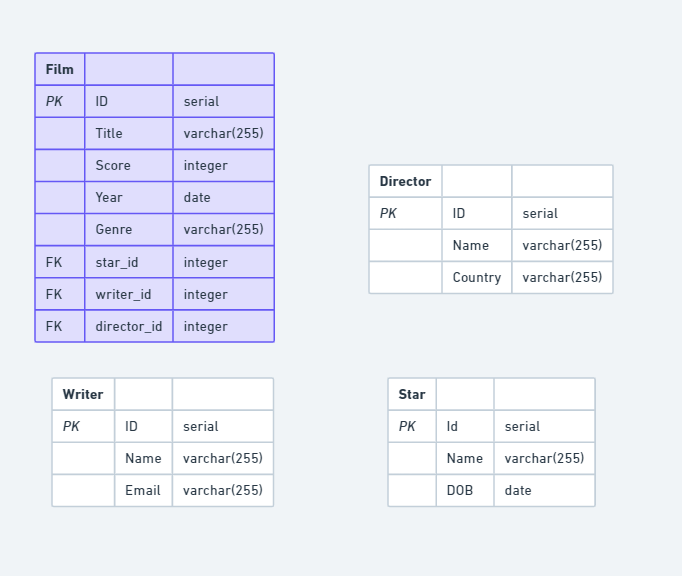 Film
PK ID serial
Title varchar(255)
Score integer
Year date
Genre varchar(255)
FK star_id integer
FK writer_id integer
FK director_id integer
Director
PK ID serial
Name varchar(255)
Country varchar(255)
Writer
PK ID serial
Name varchar(255)
Email varchar(255)
Star
PK Id serial
Name varchar(255)
DOB date